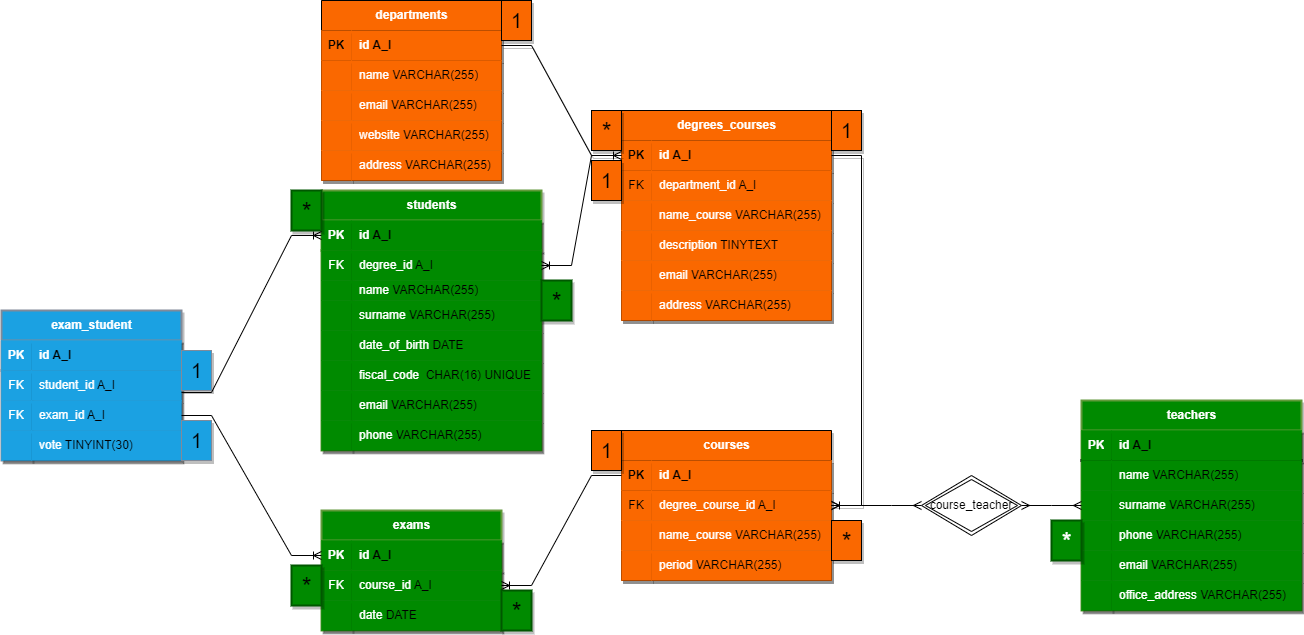 departments
1
PK id A_I
name VARCHAR(255)
email VARCHAR(255)
website VARCHAR(255)
address VARCHAR(255)
*
degrees_courses
1
PK id A_I
1
FK department_id A_I
name_course VARCHAR(255)
description TINYTEXT
email VARCHAR(255)
address VARCHAR(255)
*
students
PK id A_I
FK degree_id A_I
name VARCHAR(255)
*
surname VARCHAR(255)
date_of_birth DATE
fiscal_code CHAR(16) UNIQUE
email VARCHAR(255)
phone VARCHAR(255)
exam_student
PK id A_I
1
FK student_id A_I
FK exam_id A_I
1
vote TINYINT(30)
1
courses
PK id A_I
FK degree_course_id A_I
name_course VARCHAR(255)
*
period VARCHAR(255)
exams
PK id A_I
*
FK course_id A_I
date DATE
*
course_teacher
teachers
PK id A_I
name VARCHAR(255)
surname VARCHAR(255)
phone VARCHAR(255)
*
email VARCHAR(255)
office_address VARCHAR(255)